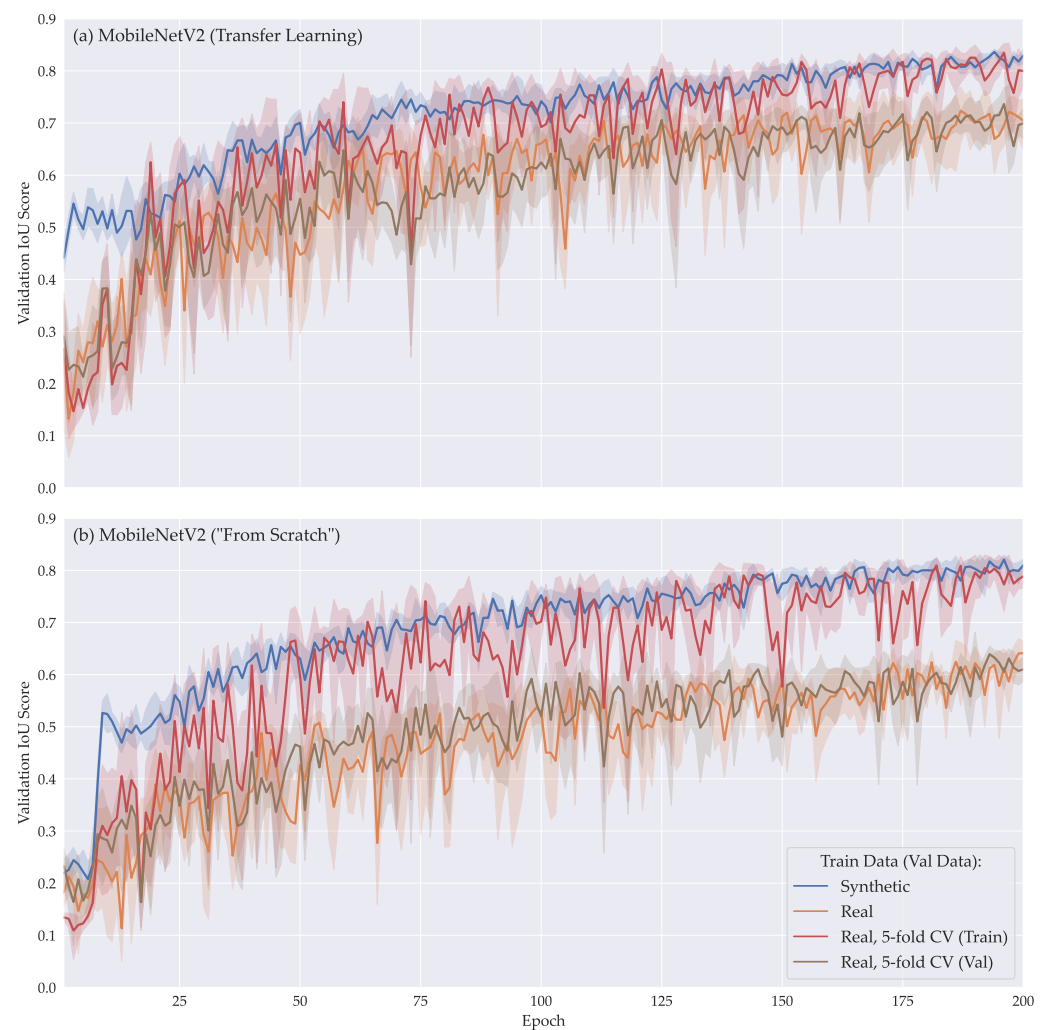 (a) MobileNetV2 (Transfer Learning)
0.9
0.8
0.7
0.6
0.5
0.4
0.3
0.2
0.1
0.0
Validation IoU Score
(b) MobileNetV2 ("From Scratch")
0.9
0.8
0.7
0.6
0.5
0.4
0.3
0.2
0.1
0.0
Validation IoU Score
Train Data (Val Data):
Synthetic
Real
Real, 5-fold CV (Train)
Real, 5-fold CV (Val)
25 50 75 100 125 150 175 200
Epoch